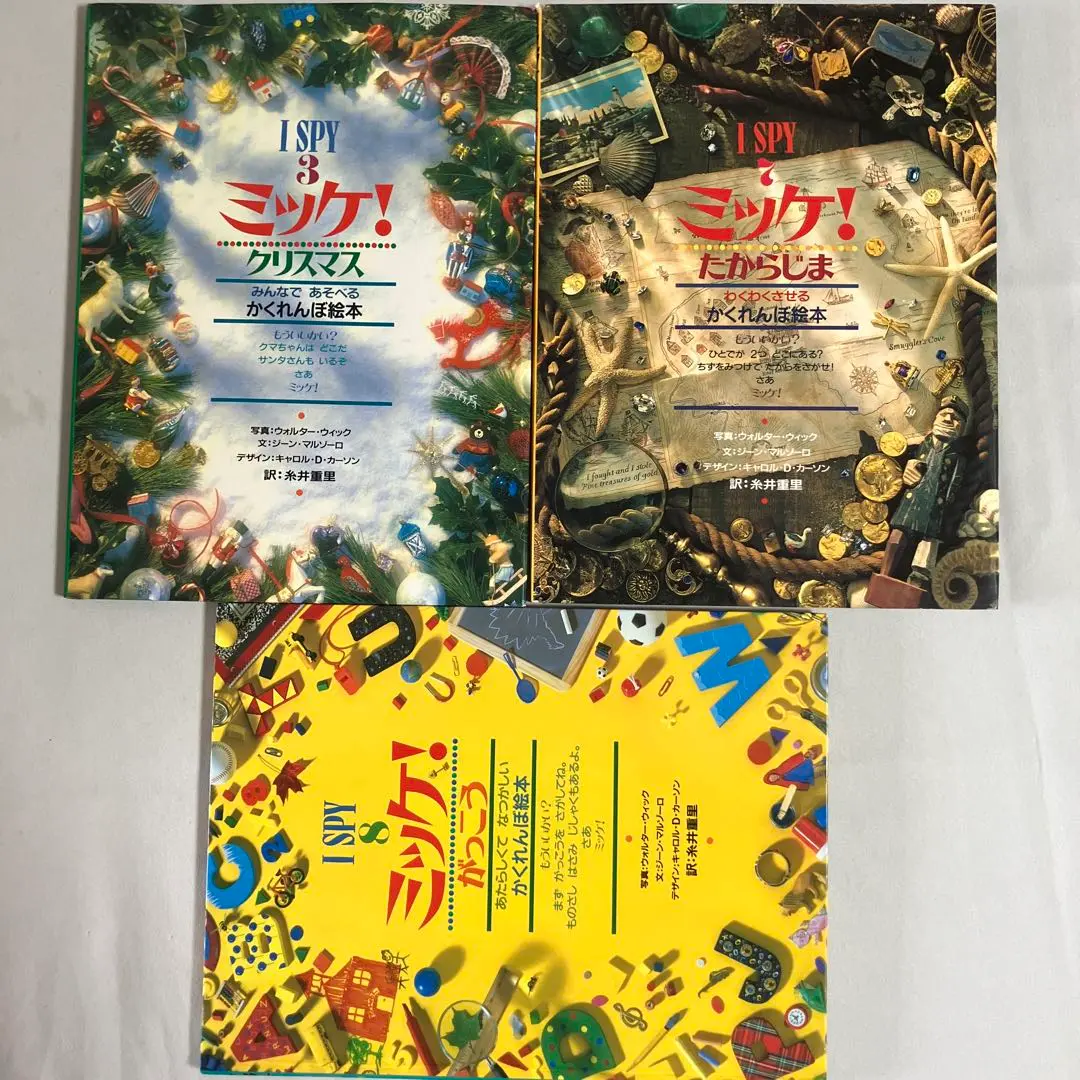 I SPY
3
ミッケ!
クリスマス
みんなで あそべる
かくれんぼ絵本
もういいかい?
クマちゃんは どこだ
サンタさんも いるぞ
さあ
ミッケ!
写真:ウォルター・ウィック
文:ジーン・マルゾーロ
デザイン:キャロル・D・カーソン
訳:糸井重里
I SPY
7
ミッケ!
たからじま
わくわくさせる
かくれんぼ絵本
もういいかい?
ひとでが 2つ どこにある?
ちずをみつけて たからをさがせ!
さあ
ミッケ!
写真:ウォルター・ウィック
文:ジーン・マルゾーロ
デザイン:キャロル・D・カーソン
訳:糸井重里
Smuggler's Cove
I fought and I stole
Fine treasures of gold
I SPY
8
ミッケ!
がっこう
あたらしくて なつかしい
かくれんぼ絵本
もういいかい?
まず がっこうを さがしてね。
ものさし はさみ じしゃくもあるよ。
さあ
ミッケ!
写真:ウォルター・ウィック
文:ジーン・マルゾーロ
デザイン:キャロル・D・カーソン
訳:糸井重里